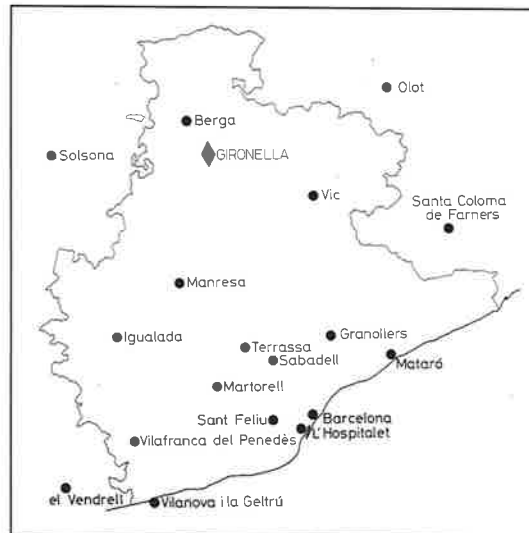 Olot
Berga
Solsona
GIRONELLA
Vic
Santa Coloma
de Farners
Manresa
Igualada
Granollers
Terrassa
Sabadell
Mataró
Martorell
Sant Feliu
Barcelona
L'Hospitalet
Vilafranca del Penedès
el Vendrell
Vilanova i la Geltrú